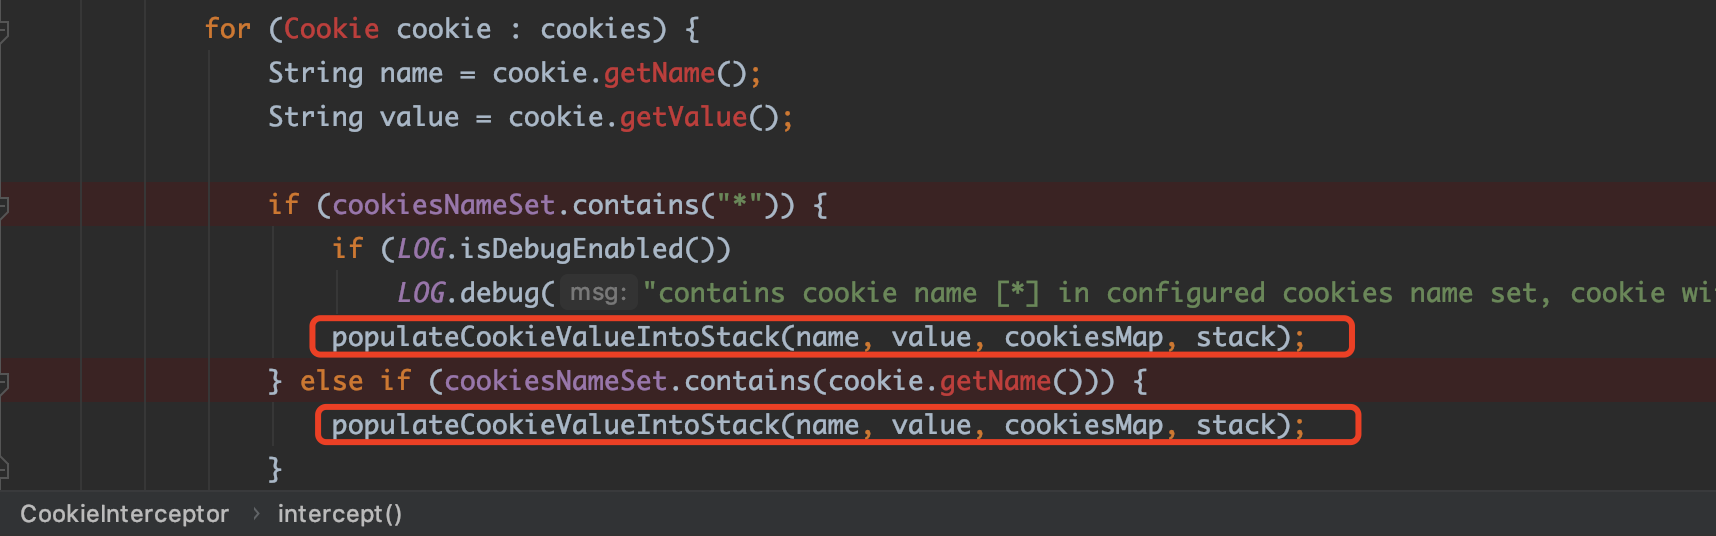 for (Cookie cookie : cookies) {
String name = cookie.getName();
String value = cookie.getValue();
if (cookiesNameSet.contains("*")) {
if (LOG.isDebugEnabled())
LOG.debug( msg: "contains cookie name [*] in configured cookies name set, cookie wi
populateCookieValueIntoStack(name, value, cookiesMap, stack);
} else if (cookiesNameSet.contains(cookie.getName())) {
populateCookieValueIntoStack(name, value, cookiesMap, stack);
}
CookieInterceptor > intercept()